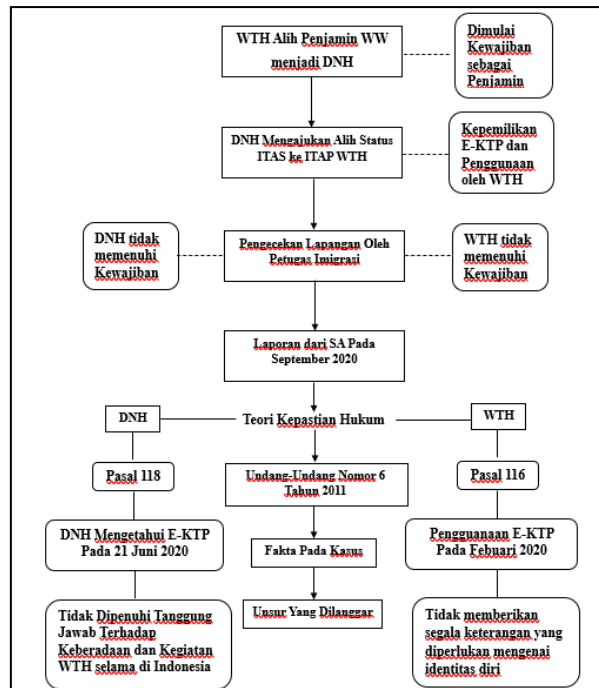 WTH Alih Penjamin WW
menjadi DNH
Dimulai
Kewajiban
sebagai
Penjamin
DNH Mengajukan Alih Status
ITAS ke ITAP WTH
Kepemilikan
E-KTP dan
Penggunaan
oleh WTH
DNH tidak
memenuhi
Kewajiban
Pengecekan Lapangan Oleh
Petugas Imigrasi
WTH tidak
memenuhi
Kewajiban
Laporan dari SA Pada
September 2020
DNH
Teori Kepastian Hukum
WTH
Pasal 118
Undang-Undang Nomor 6
Tahun 2011
Pasal 116
DNH Mengetahui E-KTP
Pada 21 Juni 2020
Fakta Pada Kasus
Pengguanaan E-KTP
Pada Febuari 2020
Tidak Dipenuhi Tanggung
Jawab Terhadap
Keberadaan dan Kegiatan
WTH selama di Indonesia
Unsur Yang Dilanggar
Tidak memberikan
segala keterangan yang
diperlukan mengenai
identitas diri